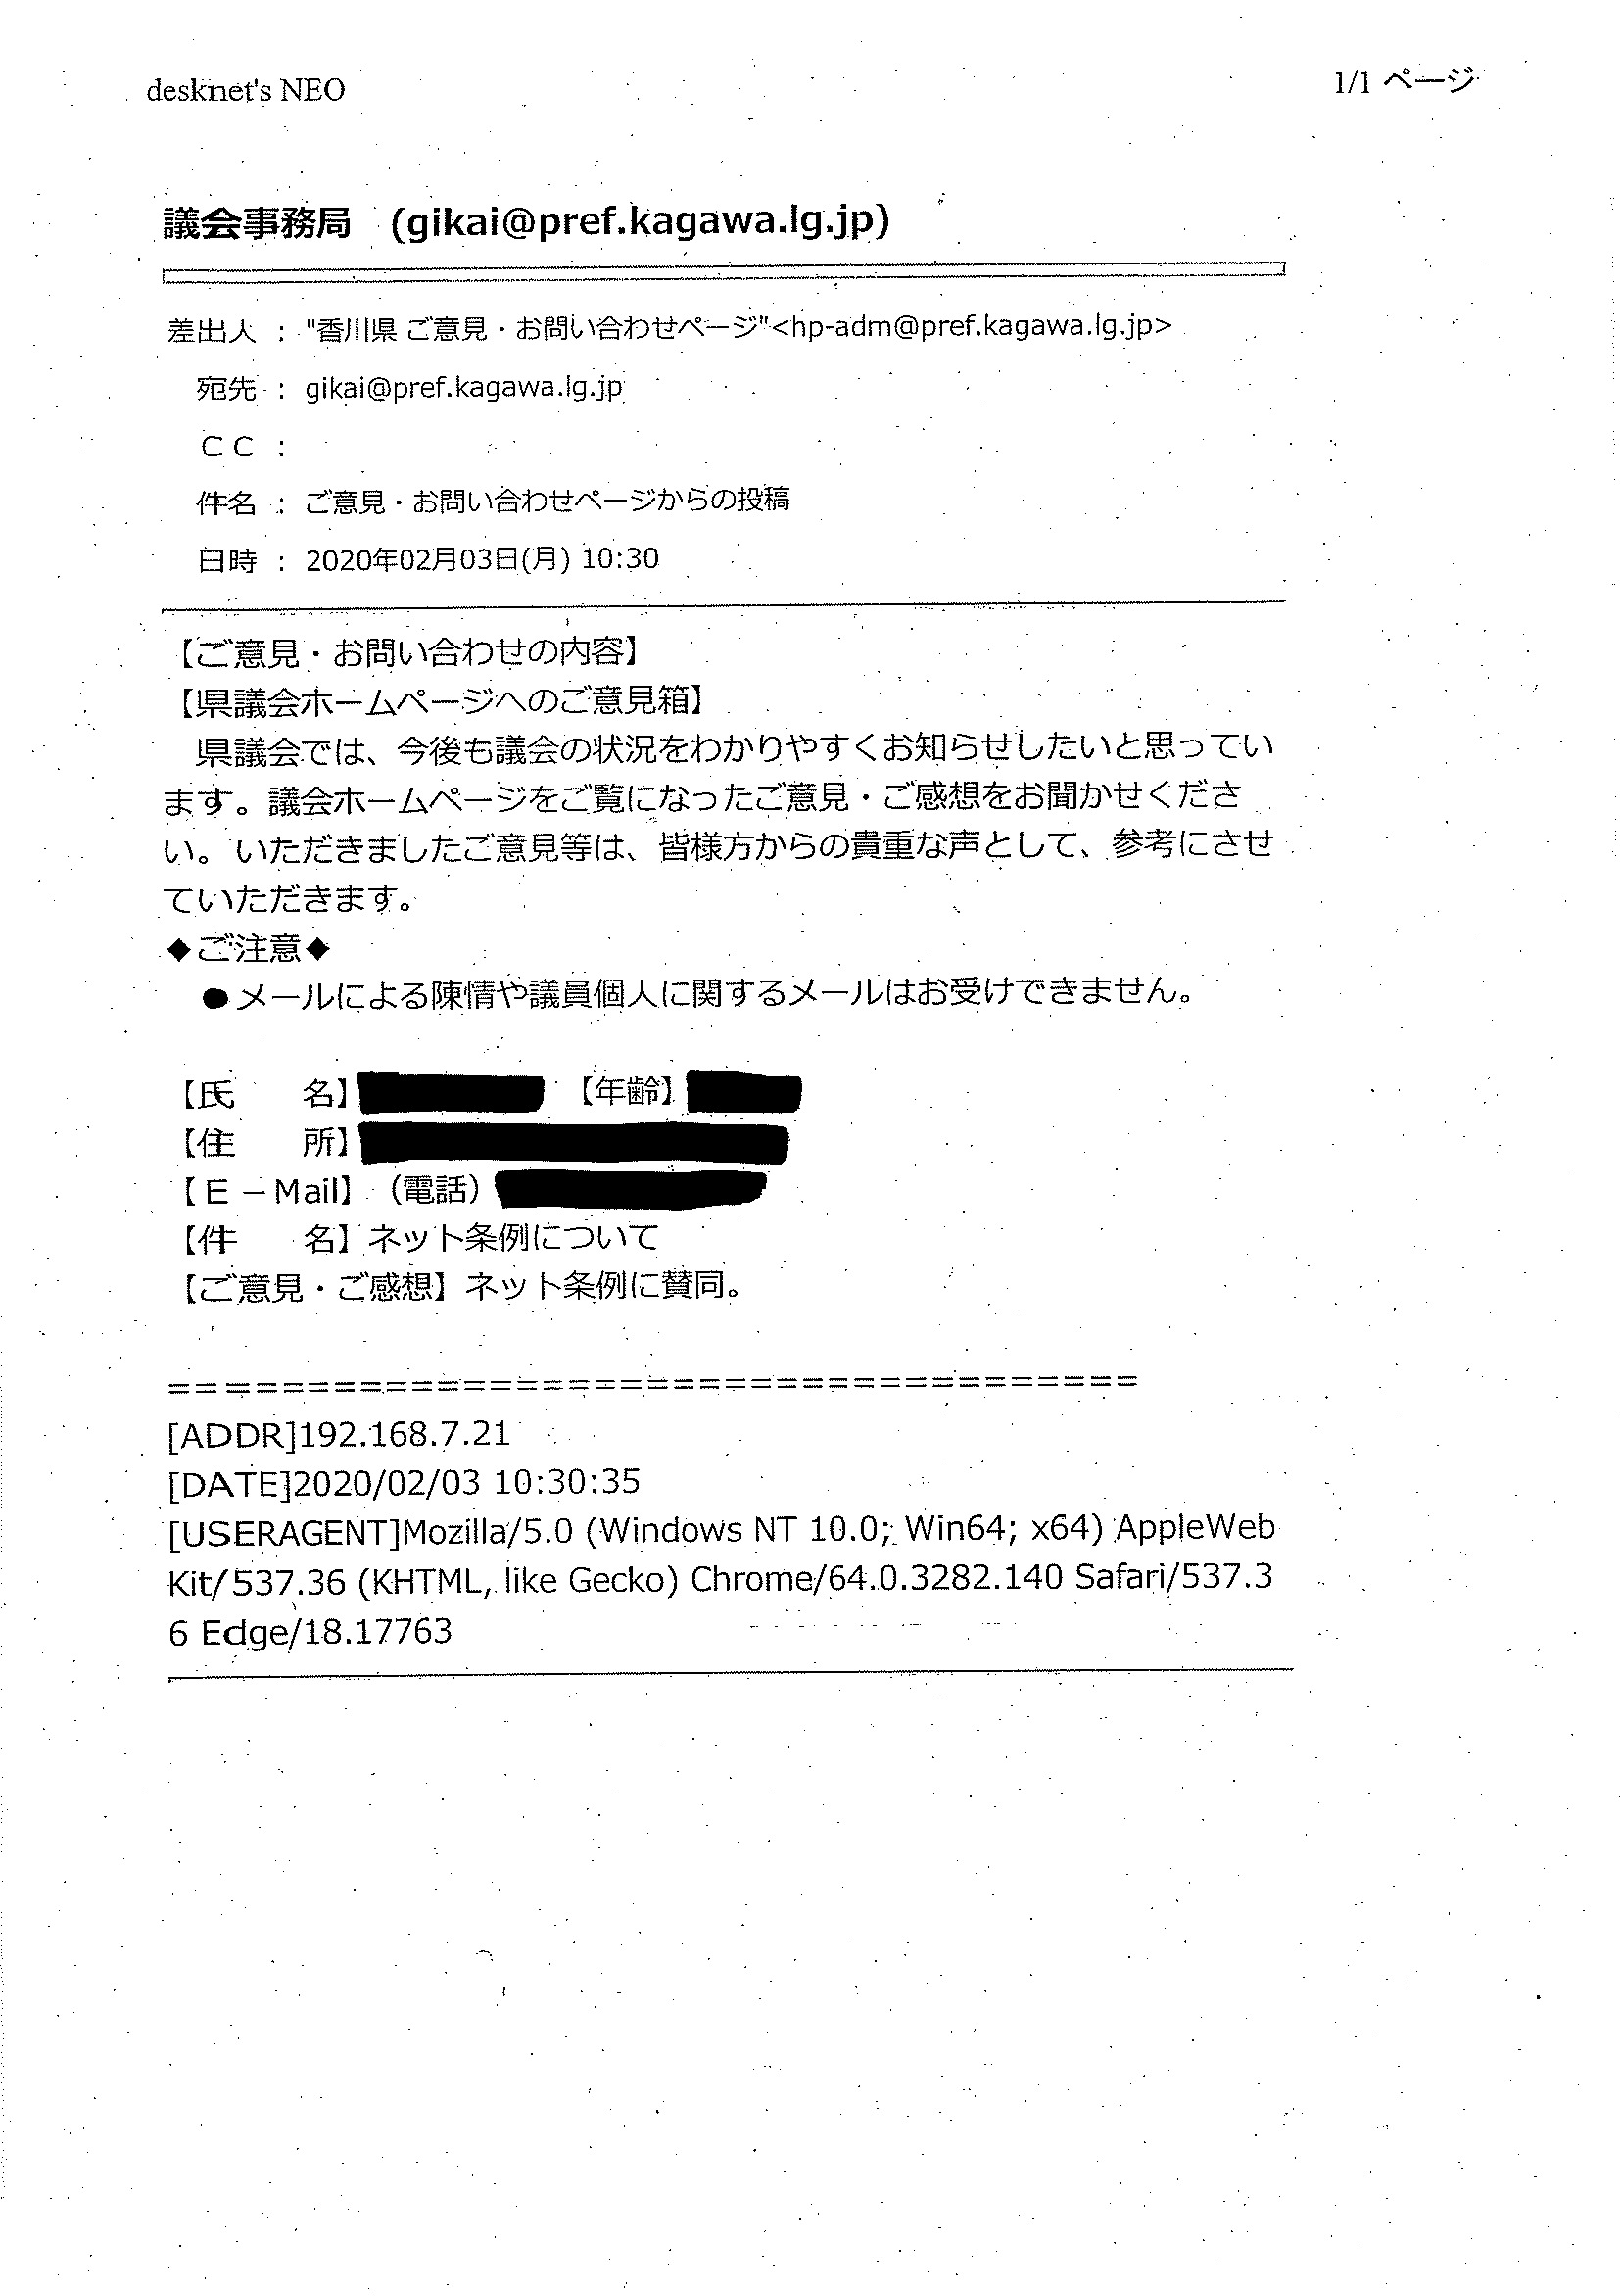 desknet's NEO
1/1 ページ
議会事務局 (gikai@pref.kagawa.lg.jp)
差出人 : "香川県 ご意見・お問い合わせページ"<hp-adm@pref.kagawa.lg.jp>
宛先 : gikai@pref.kagawa.lg.jp
ＣＣ :
件名 : ご意見・お問い合わせページからの投稿
日時 : 2020年02月03日(月) 10:30
【ご意見・お問い合わせの内容】
【県議会ホームページへのご意見箱】
　県議会では、今後も議会の状況をわかりやすくお知らせしたいと思ってい
ます。議会ホームページをご覧になったご意見・ご感想をお聞かせくださ
い。いただきましたご意見等は、皆様方からの貴重な声として、参考にさせ
ていただきます。
◆ご注意◆
　●メールによる陳情や議員個人に関するメールはお受けできません。
【氏　　名】 【年齢】
【住　　所】
【Ｅ－Mail】（電話）
【件　　名】ネット条例について
【ご意見・ご感想】ネット条例に賛同。
======================================
[ADDR]192.168.7.21
[DATE]2020/02/03 10:30:35
[USERAGENT]Mozilla/5.0 (Windows NT 10.0; Win64; x64) AppleWeb
Kit/537.36 (KHTML, like Gecko) Chrome/64.0.3282.140 Safari/537.3
6 Edge/18.17763